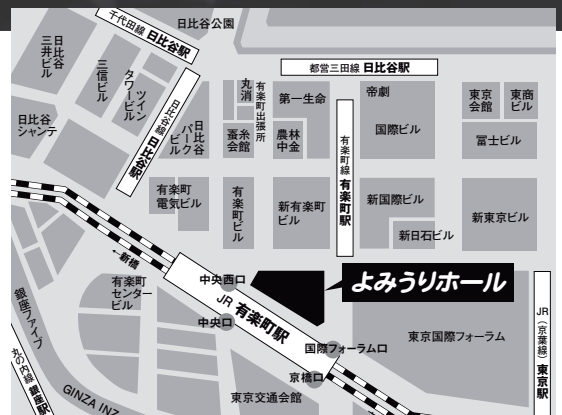 千代田線 日比谷駅
日比谷公園
日比谷
三井ビル
三信ビル
ツイン
タワービル
日比谷線 日比谷駅
日比谷
パーク
ビル
日比谷
シャンテ
都営三田線 日比谷駅
丸消
有楽町出張所
蚕糸
会館
第一生命
農林
中金
有楽町線 有楽町駅
帝劇
国際ビル
東京
会館
東商
ビル
冨士ビル
有楽町
電気ビル
有楽町ビル
新有楽町
ビル
新国際ビル
新日石ビル
新東京ビル
←新橋
有楽町
センター
ビル
中央西口
JR 有楽町駅
中央口
よみうりホール
国際フォーラム口
京橋口
東京国際フォーラム
JR(京葉線) 東京駅
東京交通会館
銀座ファイブ
丸の内線 銀座駅
GINZA INZ